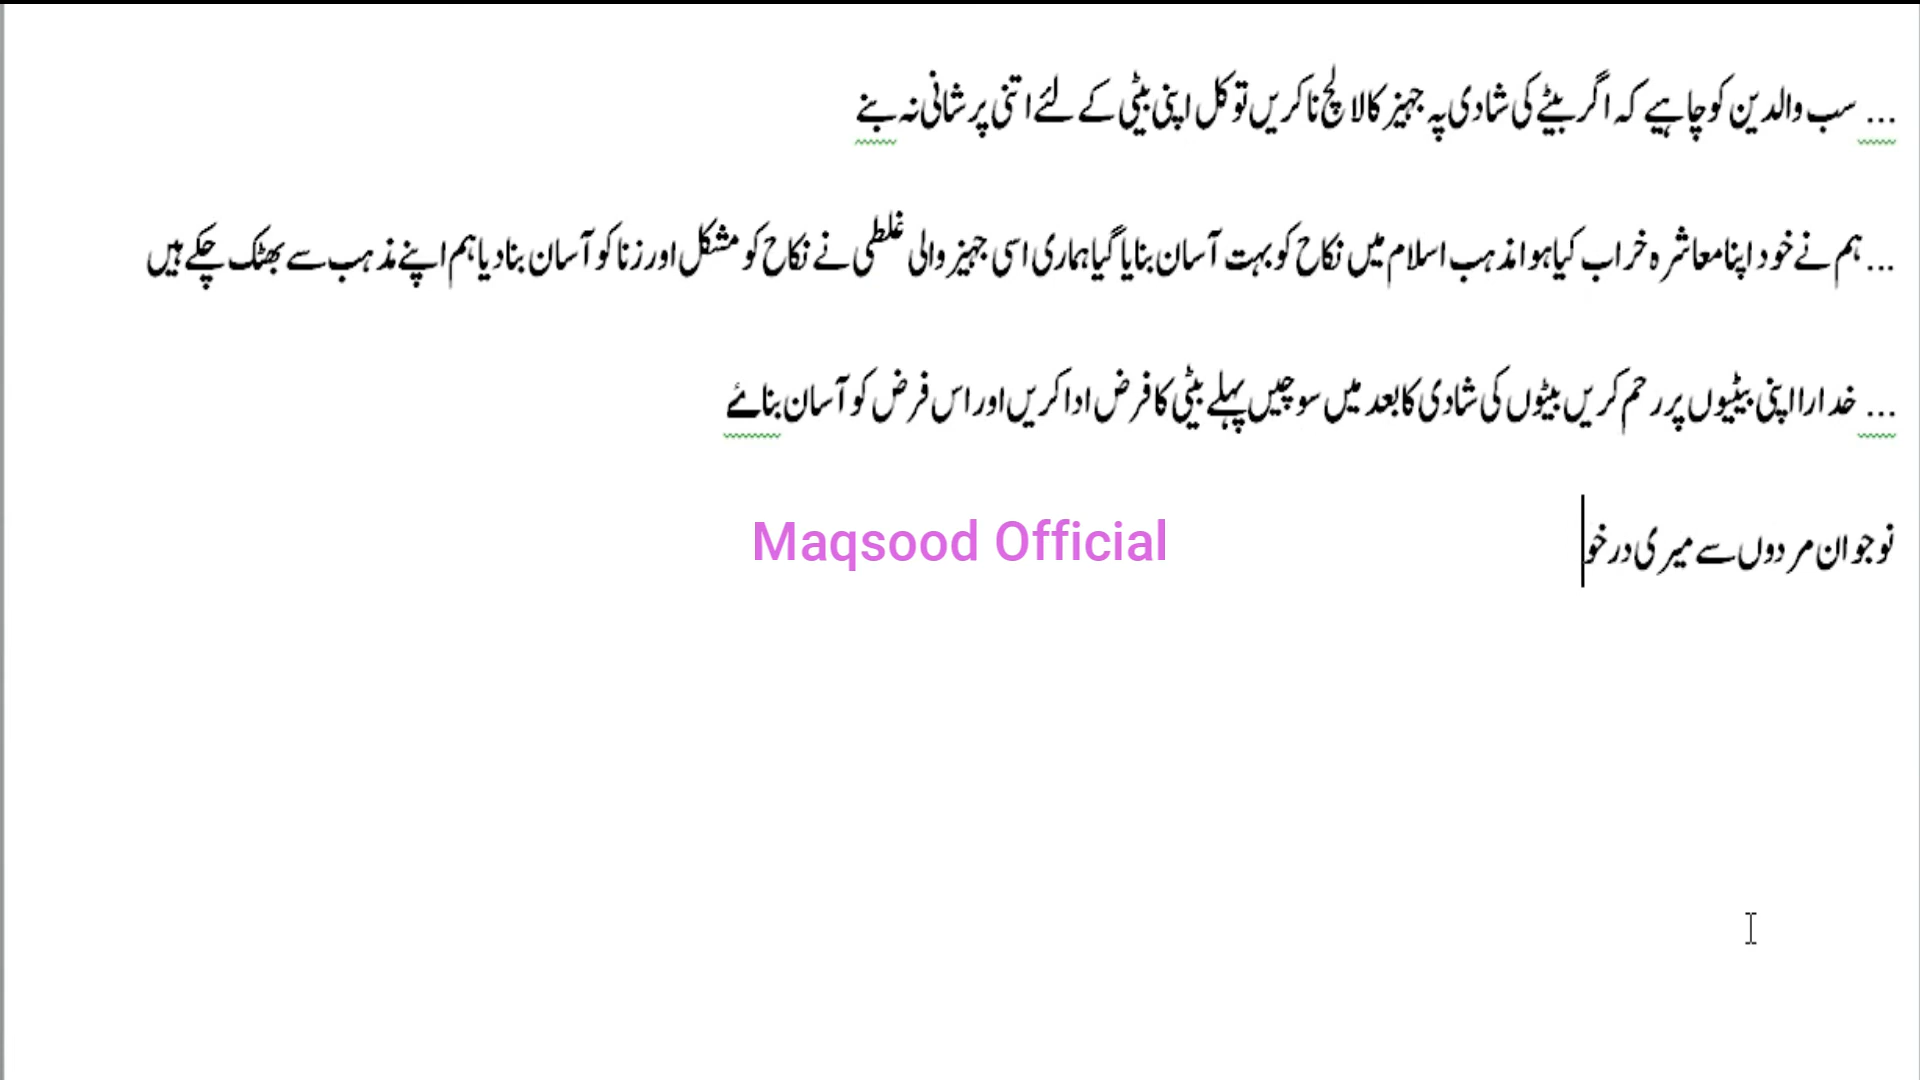 ... سب والدین کو چاہیے کہ اگر بیٹے کی شادی پہ جہیز کا لالچ نا کریں تو کل اپنی بیٹی کے لئے اتنی پرشانی نہ بنے
... ہم نے خود اپنا معاشرہ خراب کیا ہوا مذہب اسلام میں نکاح کو بہت آسان بنایا گیا ہماری اسی جہیز والی غلطی نے نکاح کو مشکل اور زنا کو آسان بنا دیا ہم اپنے مذہب سے بھٹک چکے ہیں
... خدارا اپنی بیٹیوں پر رحم کریں بیٹوں کی شادی کا بعد میں سوچیں پہلے بیٹی کا فرض ادا کریں اور اس فرض کو آسان بنائے
نوجوان مردوں سے میری درخو
Maqsood Official